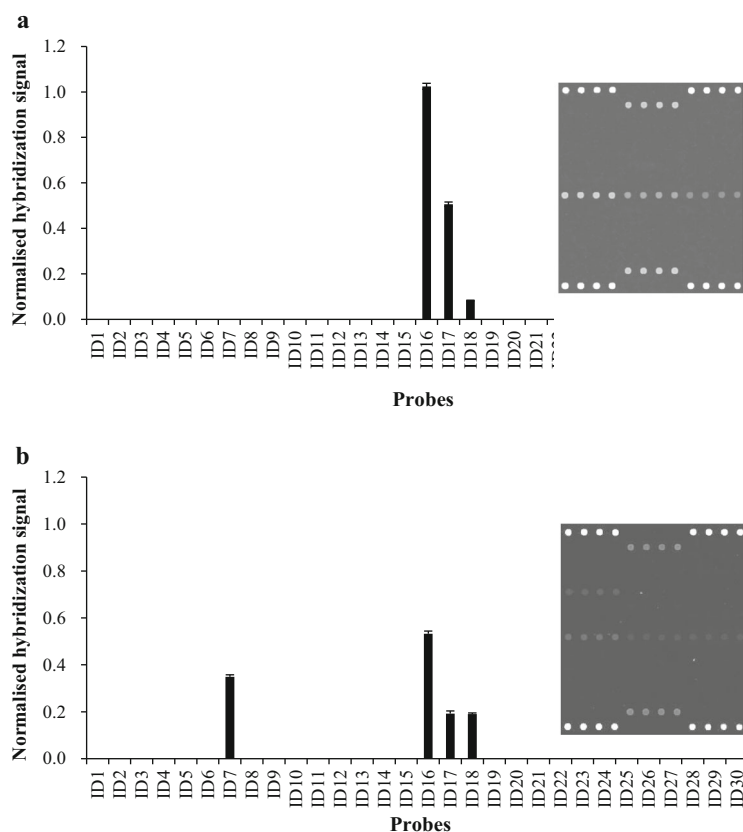 a
Normalised hybridization signal
1.2
1.0
0.8
0.6
0.4
0.2
0.0
ID1 ID2 ID3 ID4 ID5 ID6 ID7 ID8 ID9 ID10 ID11 ID12 ID13 ID14 ID15 ID16 ID17 ID18 ID19 ID20 ID21
Probes
b
Normalised hybridization signal
1.2
1.0
0.8
0.6
0.4
0.2
0.0
ID1 ID2 ID3 ID4 ID5 ID6 ID7 ID8 ID9 ID10 ID11 ID12 ID13 ID14 ID15 ID16 ID17 ID18 ID19 ID20 ID21 ID22 ID23 ID24 ID25 ID26 ID27 ID28 ID29 ID30
Probes